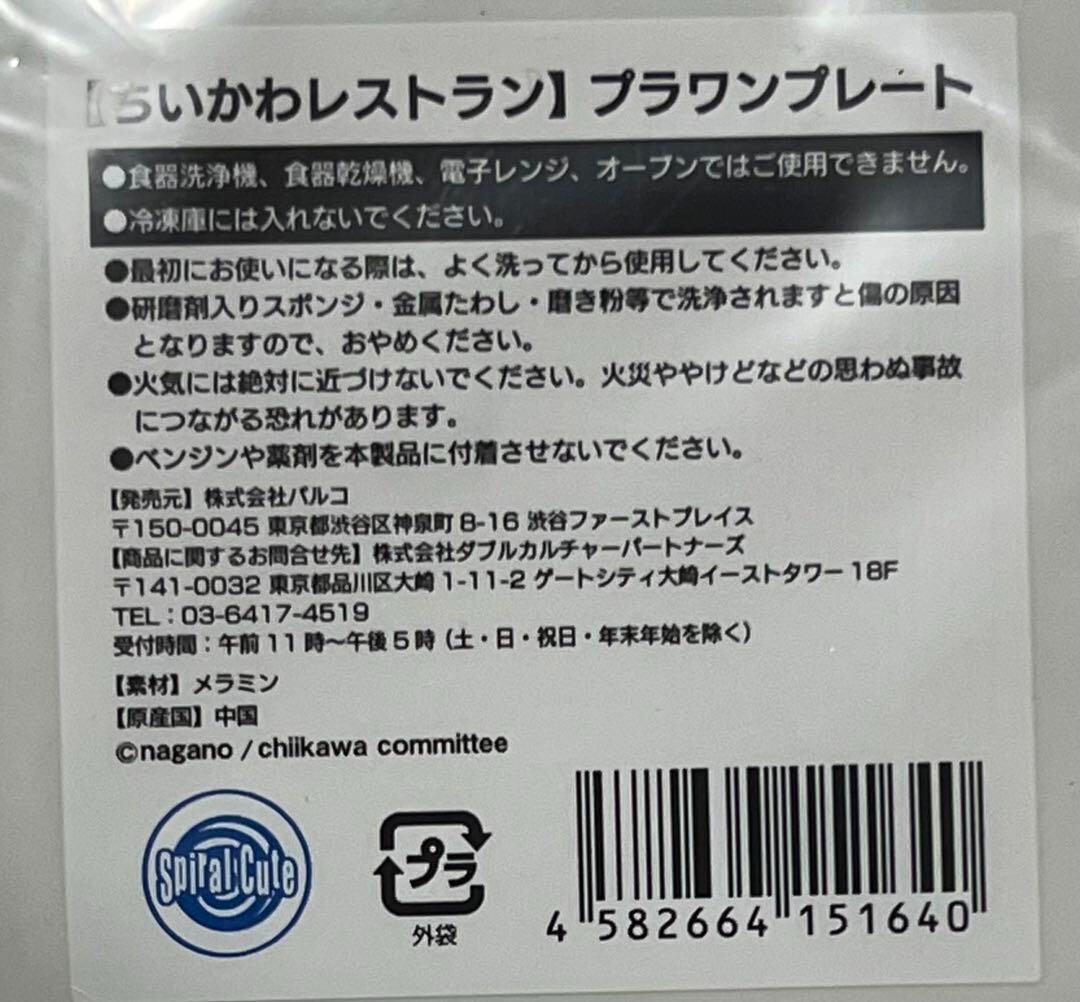 【ちいかわレストラン】プラワンプレート
●食器洗浄機、食器乾燥機、電子レンジ、オーブンではご使用できません。
●冷凍庫には入れないでください。
●最初にお使いになる際は、よく洗ってから使用してください。
●研磨剤入りスポンジ・金属たわし・磨き粉等で洗浄されますと傷の原因
となりますので、おやめください。
●火気には絶対に近づけないでください。火災ややけどなどの思わぬ事故
につながる恐れがあります。
●ベンジンや薬剤を本製品に付着させないでください。
【発売元】株式会社パルコ
〒150-0045 東京都渋谷区神泉町 8-16 渋谷ファーストプレイス
【商品に関するお問合せ先】株式会社ダブルカルチャーパートナーズ
〒141-0032 東京都品川区大崎 1-11-2 ゲートシティ大崎イーストタワー 18F
TEL：03-6417-4519
受付時間：午前 11 時～午後 5 時（土・日・祝日・年末年始を除く）
【素材】メラミン
【原産国】中国
©nagano / chiikawa committee
Spiral Cute
プラ
外袋
4 582664 151640